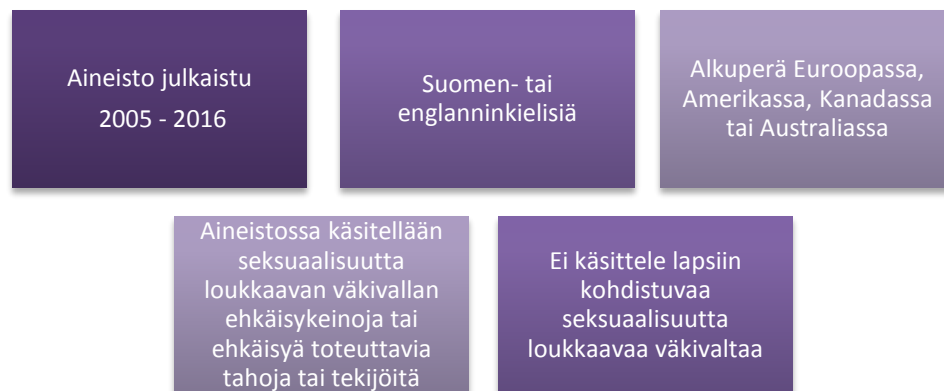 Aineisto julkaistu
2005 - 2016
Suomen- tai
englanninkielisiä
Alkuperä Euroopassa,
Amerikassa, Kanadassa
tai Australiassa
Aineistossa käsitellään
seksuaalisuutta
loukkaavan väkivallan
ehkäisykeinoja tai
ehkäisyä toteuttavia
tahoja tai tekijöitä
Ei käsittele lapsiin
kohdistuvaa
seksuaalisuutta
loukkaavaa väkivaltaa